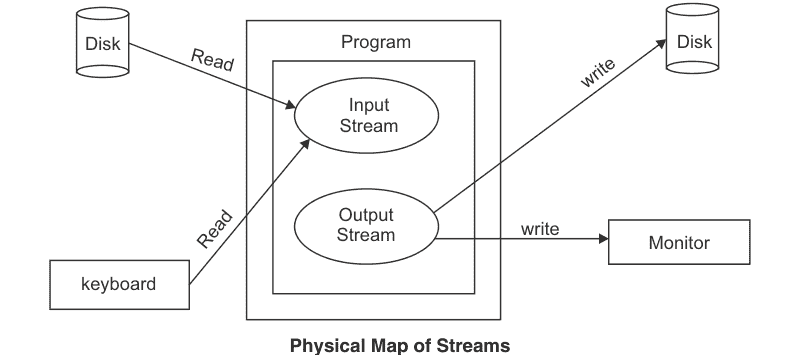 Disk
Read
Program
Input
Stream
write
Disk
Read
Output
Stream
write
Monitor
keyboard
Physical Map of Streams